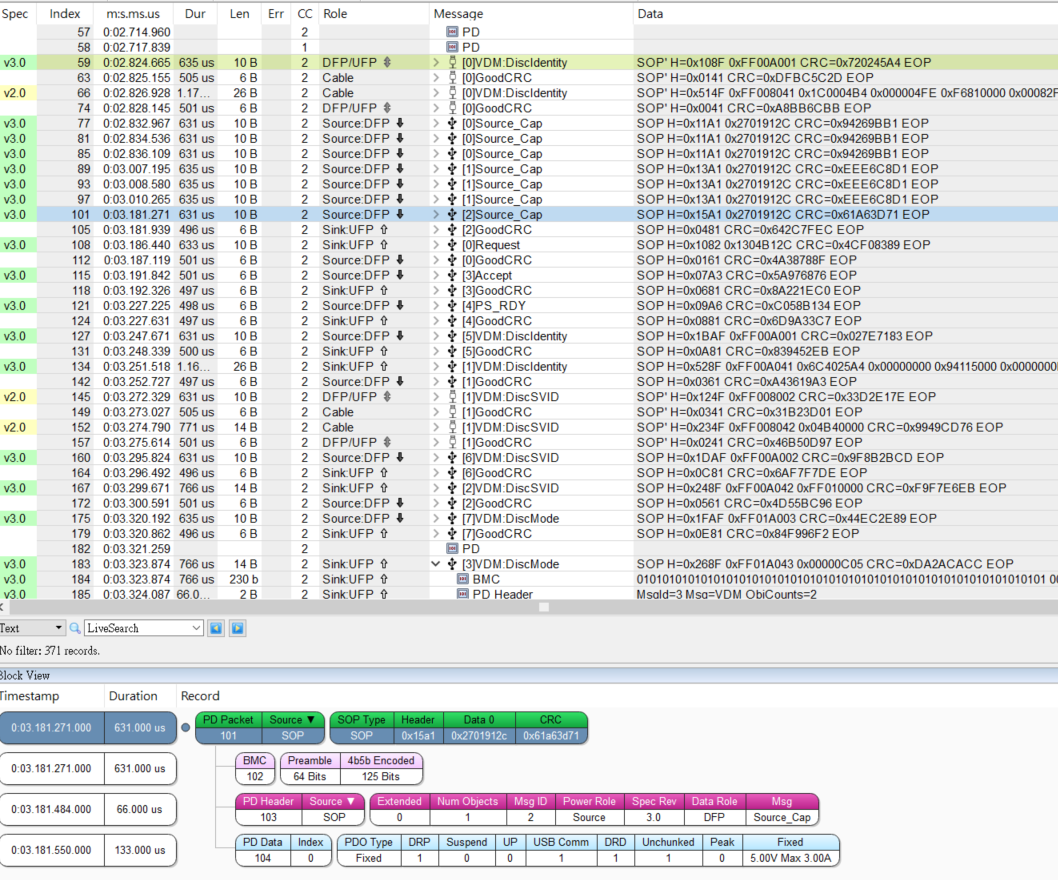 Spec Index m:s.ms.us Dur Len Err CC Role Message Data
57 0:02.714.960 2 PD
58 0:02.717.839 1 PD
v3.0 59 0:02.824.665 635 us 10 B 2 DFP/UFP [0]VDM:DiscIdentity SOP' H=0x108F 0xFF00A001 CRC=0x720245A4 EOP
63 0:02.825.155 505 us 6 B 2 Cable [0]GoodCRC SOP' H=0x0141 CRC=0xDFBC5C2D EOP
v2.0 66 0:02.826.928 1.17... 26 B 2 Cable [0]VDM:DiscIdentity SOP' H=0x514F 0xFF008041 0x1C0004B4 0x000004FE 0xF6810000 0x00082F
74 0:02.828.145 501 us 6 B 2 DFP/UFP [0]GoodCRC SOP' H=0x0041 CRC=0xA8BB6CBB EOP
v3.0 77 0:02.832.967 631 us 10 B 2 Source:DFP [0]Source_Cap SOP H=0x11A1 0x2701912C CRC=0x94269BB1 EOP
v3.0 81 0:02.834.536 631 us 10 B 2 Source:DFP [0]Source_Cap SOP H=0x11A1 0x2701912C CRC=0x94269BB1 EOP
v3.0 85 0:02.836.109 631 us 10 B 2 Source:DFP [0]Source_Cap SOP H=0x11A1 0x2701912C CRC=0x94269BB1 EOP
v3.0 89 0:03.007.195 635 us 10 B 2 Source:DFP [1]Source_Cap SOP H=0x13A1 0x2701912C CRC=0xEEE6C8D1 EOP
v3.0 93 0:03.008.580 635 us 10 B 2 Source:DFP [1]Source_Cap SOP H=0x13A1 0x2701912C CRC=0xEEE6C8D1 EOP
v3.0 97 0:03.010.265 635 us 10 B 2 Source:DFP [1]Source_Cap SOP H=0x13A1 0x2701912C CRC=0xEEE6C8D1 EOP
v3.0 101 0:03.181.271 631 us 10 B 2 Source:DFP [2]Source_Cap SOP H=0x15A1 0x2701912C CRC=0x61A63D71 EOP
105 0:03.181.939 496 us 6 B 2 Sink:UFP [2]GoodCRC SOP H=0x0481 CRC=0x642C7FEC EOP
v3.0 108 0:03.186.440 633 us 10 B 2 Sink:UFP [0]Request SOP H=0x1082 0x1304B12C CRC=0x4CF08389 EOP
112 0:03.187.119 501 us 6 B 2 Source:DFP [0]GoodCRC SOP H=0x0161 CRC=0x4A38788F EOP
v3.0 115 0:03.191.842 501 us 6 B 2 Source:DFP [3]Accept SOP H=0x07A3 CRC=0x5A976876 EOP
118 0:03.192.326 497 us 6 B 2 Sink:UFP [3]GoodCRC SOP H=0x0681 CRC=0x8A221EC0 EOP
v3.0 121 0:03.227.225 498 us 6 B 2 Source:DFP [4]PS_RDY SOP H=0x09A6 CRC=0xC058B134 EOP
124 0:03.227.631 497 us 6 B 2 Sink:UFP [4]GoodCRC SOP H=0x0881 CRC=0x6D9A33C7 EOP
v3.0 127 0:03.247.671 631 us 10 B 2 Source:DFP [5]VDM:DiscIdentity SOP H=0x1BAF 0xFF00A001 CRC=0x027E7183 EOP
131 0:03.248.339 500 us 6 B 2 Sink:UFP [5]GoodCRC SOP H=0x0A81 CRC=0x839452EB EOP
v3.0 134 0:03.251.518 1.16... 26 B 2 Sink:UFP [1]VDM:DiscIdentity SOP H=0x528F 0xFF00A041 0x6C4025A4 0x00000000 0x94115000 0x0000000
142 0:03.252.727 497 us 6 B 2 Source:DFP [1]GoodCRC SOP H=0x0361 CRC=0xA43619A3 EOP
v2.0 145 0:03.272.329 631 us 10 B 2 DFP/UFP [1]VDM:DiscSVID SOP' H=0x124F 0xFF008002 CRC=0x33D2E17E EOP
149 0:03.273.027 505 us 6 B 2 Cable [1]GoodCRC SOP' H=0x0341 CRC=0x31B23D01 EOP
v2.0 152 0:03.274.790 771 us 14 B 2 Cable [1]VDM:DiscSVID SOP' H=0x234F 0xFF008042 0x04B40000 CRC=0x9949CD76 EOP
157 0:03.275.614 501 us 6 B 2 DFP/UFP [1]GoodCRC SOP' H=0x0241 CRC=0x46B50D97 EOP
v3.0 160 0:03.295.824 631 us 10 B 2 Source:DFP [6]VDM:DiscSVID SOP H=0x1DAF 0xFF00A002 CRC=0x9F8B2BCD EOP
164 0:03.296.492 496 us 6 B 2 Sink:UFP [6]GoodCRC SOP H=0x0C81 CRC=0x6AF7F7DE EOP
v3.0 167 0:03.299.671 766 us 14 B 2 Sink:UFP [2]VDM:DiscSVID SOP H=0x248F 0xFF00A042 0xFF010000 CRC=0xF9F7E6EB EOP
172 0:03.300.591 501 us 6 B 2 Source:DFP [2]GoodCRC SOP H=0x0561 CRC=0x4D55BC96 EOP
v3.0 175 0:03.320.192 635 us 10 B 2 Source:DFP [7]VDM:DiscMode SOP H=0x1FAF 0xFF01A003 CRC=0x44EC2E89 EOP
179 0:03.320.862 496 us 6 B 2 Sink:UFP [7]GoodCRC SOP H=0x0E81 CRC=0x84F996F2 EOP
182 0:03.321.259 2 PD
v3.0 183 0:03.323.874 766 us 14 B 2 Sink:UFP [3]VDM:DiscMode SOP H=0x268F 0xFF01A043 0x00000C05 CRC=0xDA2ACACC EOP
v3.0 184 0:03.323.874 766 us 230 b 2 Sink:UFP BMC
v3.0 185 0:03.324.087 66.0... 2 B 2 Sink:UFP PD Header MsgId=3 Msg=VDM ObjCounts=2
Text LiveSearch
No filter: 371 records.
Block View
Timestamp Duration Record
PD Packet Source ▼ SOP Type Header Data 0 CRC
0:03.181.271.000 631.000 us 101 SOP SOP 0x15a1 0x2701912c 0x61a63d71
BMC Preamble 4b5b Encoded
0:03.181.271.000 631.000 us 102 64 Bits 125 Bits
PD Header Source ▼ Extended Num Objects Msg ID Power Role Spec Rev Data Role Msg
0:03.181.484.000 66.000 us 103 SOP 0 1 2 Source 3.0 DFP Source_Cap
PD Data Index PDO Type DRP Suspend UP USB Comm DRD Unchunked Peak Fixed
0:03.181.550.000 133.000 us 104 0 Fixed 1 0 0 1 1 1 0 5.00V Max 3.00A